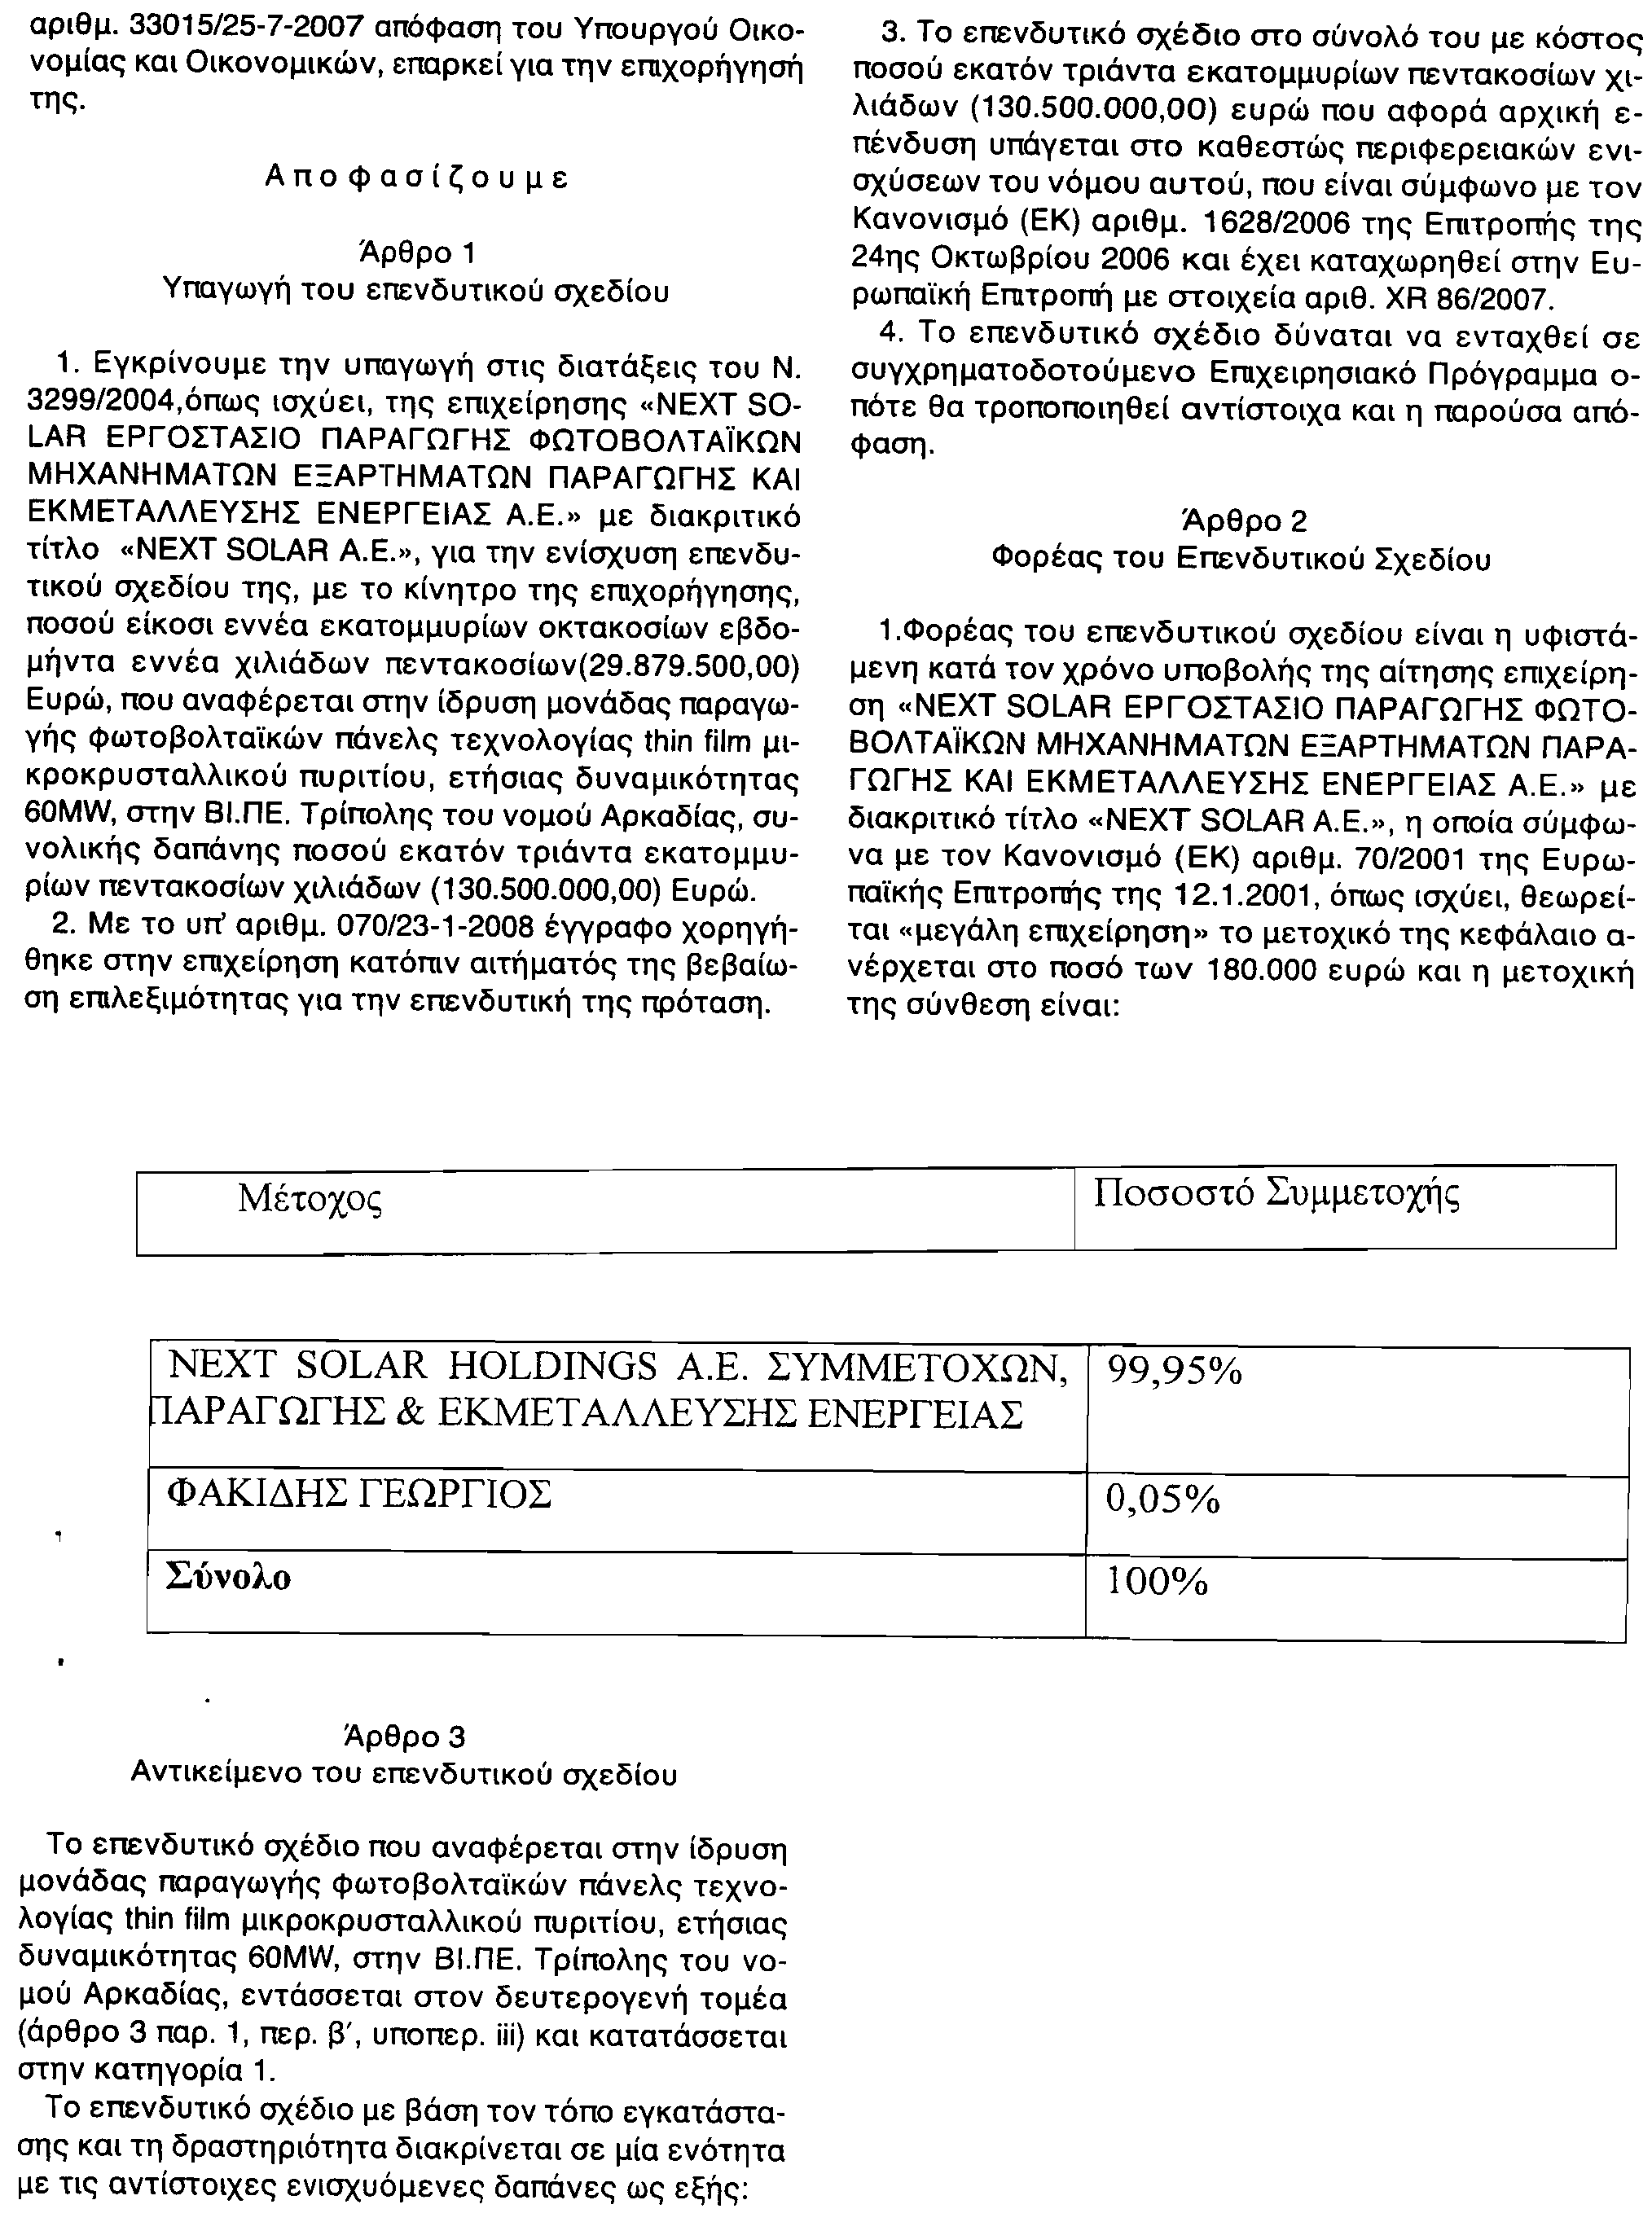 αριθμ. 33015/25-7-2007 απόφαση του Υπουργού Οικο-
νομίας και Οικονομικών, επαρκεί για την επιχορήγησή
της.
Αποφασίζουμε
Άρθρο 1
Υπαγωγή του επενδυτικού σχεδίου
1. Εγκρίνουμε την υπαγωγή στις διατάξεις του Ν.
3299/2004,όπως ισχύει, της επιχείρησης «NEXT SO-
LAR ΕΡΓΟΣΤΑΣΙΟ ΠΑΡΑΓΩΓΗΣ ΦΩΤΟΒΟΛΤΑΪΚΩΝ
ΜΗΧΑΝΗΜΑΤΩΝ ΕΞΑΡΤΗΜΑΤΩΝ ΠΑΡΑΓΩΓΗΣ ΚΑΙ
ΕΚΜΕΤΑΛΛΕΥΣΗΣ ΕΝΕΡΓΕΙΑΣ Α.Ε.» με διακριτικό
τίτλο «NEXT SOLAR Α.Ε.», για την ενίσχυση επενδυ-
τικού σχεδίου της, με το κίνητρο της επιχορήγησης,
ποσού είκοσι εννέα εκατομμυρίων οκτακοσίων εβδο-
μήντα εννέα χιλιάδων πεντακοσίων(29.879.500,00)
Ευρώ, που αναφέρεται στην ίδρυση μονάδας παραγω-
γής φωτοβολταϊκών πάνελς τεχνολογίας thin film μι-
κροκρυσταλλικού πυριτίου, ετήσιας δυναμικότητας
60MW, στην ΒΙ.ΠΕ. Τρίπολης του νομού Αρκαδίας, συ-
νολικής δαπάνης ποσού εκατόν τριάντα εκατομμυ-
ρίων πεντακοσίων χιλιάδων (130.500.000,00) Ευρώ.
2. Με το υπ’ αριθμ. 070/23-1-2008 έγγραφο χορηγή-
θηκε στην επιχείρηση κατόπιν αιτήματός της βεβαίω-
ση επιλεξιμότητας για την επενδυτική της πρόταση.
3. Το επενδυτικό σχέδιο στο σύνολό του με κόστος
ποσού εκατόν τριάντα εκατομμυρίων πεντακοσίων χι-
λιάδων (130.500.000,00) ευρώ που αφορά αρχική ε-
πένδυση υπάγεται στο καθεστώς περιφερειακών ενι-
σχύσεων του νόμου αυτού, που είναι σύμφωνο με τον
Κανονισμό (ΕΚ) αριθμ. 1628/2006 της Επιτροπής της
24ης Οκτωβρίου 2006 και έχει καταχωρηθεί στην Ευ-
ρωπαϊκή Επιτροπή με στοιχεία αριθ. XR 86/2007.
4. Το επενδυτικό σχέδιο δύναται να ενταχθεί σε
συγχρηματοδοτούμενο Επιχειρησιακό Πρόγραμμα ο-
πότε θα τροποποιηθεί αντίστοιχα και η παρούσα από-
φαση.
Άρθρο 2
Φορέας του Επενδυτικού Σχεδίου
1.Φορέας του επενδυτικού σχεδίου είναι η υφιστά-
μενη κατά τον χρόνο υποβολής της αίτησης επιχείρη-
ση «NEXT SOLAR ΕΡΓΟΣΤΑΣΙΟ ΠΑΡΑΓΩΓΗΣ ΦΩΤΟ-
ΒΟΛΤΑΪΚΩΝ ΜΗΧΑΝΗΜΑΤΩΝ ΕΞΑΡΤΗΜΑΤΩΝ ΠΑΡΑ-
ΓΩΓΗΣ ΚΑΙ ΕΚΜΕΤΑΛΛΕΥΣΗΣ ΕΝΕΡΓΕΙΑΣ Α.Ε.» με
διακριτικό τίτλο «NEXT SOLAR Α.Ε.», η οποία σύμφω-
να με τον Κανονισμό (ΕΚ) αριθμ. 70/2001 της Ευρω-
παϊκής Επιτροπής της 12.1.2001, όπως ισχύει, θεωρεί-
ται «μεγάλη επιχείρηση» το μετοχικό της κεφάλαιο α-
νέρχεται στο ποσό των 180.000 ευρώ και η μετοχική
της σύνθεση είναι:
Μέτοχος Ποσοστό Συμμετοχής
NEXT SOLAR HOLDINGS Α.Ε. ΣΥΜΜΕΤΟΧΩΝ, 99,95%
ΠΑΡΑΓΩΓΗΣ & ΕΚΜΕΤΑΛΛΕΥΣΗΣ ΕΝΕΡΓΕΙΑΣ
ΦΑΚΙΔΗΣ ΓΕΩΡΓΙΟΣ 0,05%
Σύνολο 100%
Άρθρο 3
Αντικείμενο του επενδυτικού σχεδίου
Το επενδυτικό σχέδιο που αναφέρεται στην ίδρυση
μονάδας παραγωγής φωτοβολταϊκών πάνελς τεχνο-
λογίας thin film μικροκρυσταλλικού πυριτίου, ετήσιας
δυναμικότητας 60MW, στην ΒΙ.ΠΕ. Τρίπολης του νο-
μού Αρκαδίας, εντάσσεται στον δευτερογενή τομέα
(άρθρο 3 παρ. 1, περ. β’, υποπερ. iii) και κατατάσσεται
στην κατηγορία 1.
Το επενδυτικό σχέδιο με βάση τον τόπο εγκατάστα-
σης και τη δραστηριότητα διακρίνεται σε μία ενότητα
με τις αντίστοιχες ενισχυόμενες δαπάνες ως εξής: